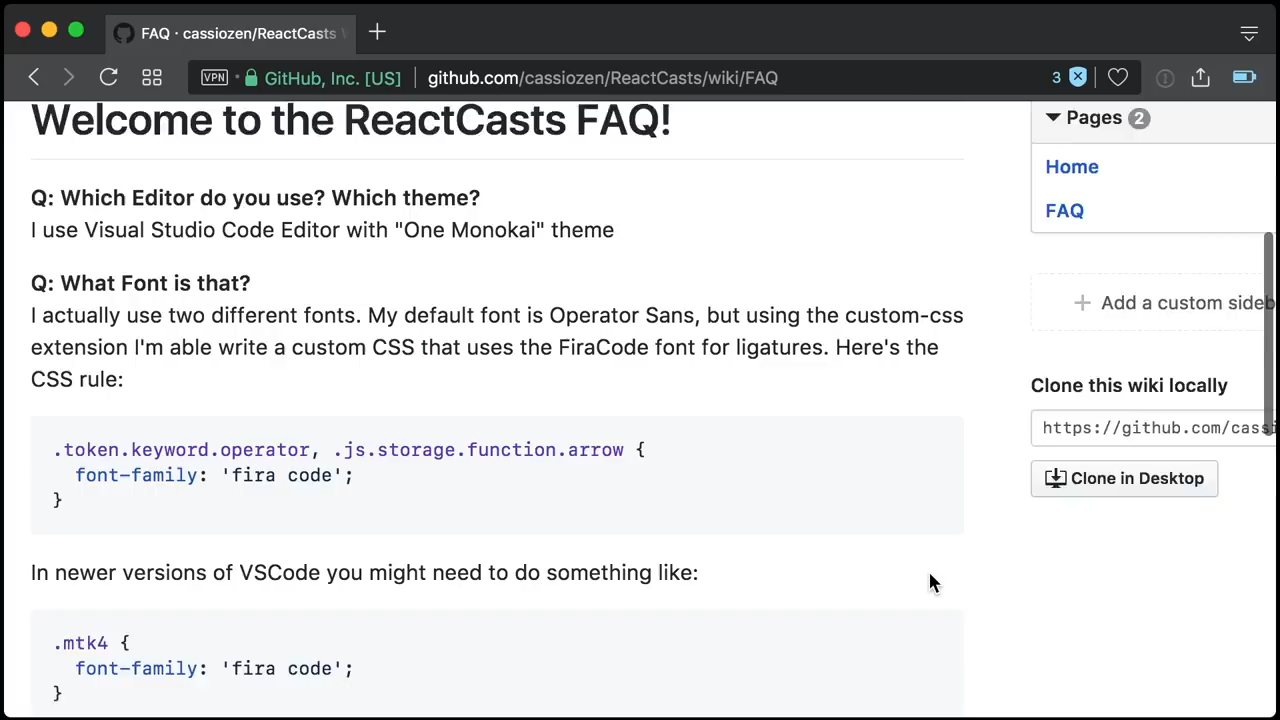 FAQ · cassiozen/ReactCasts
VPN
GitHub, Inc. [US]
github.com/cassiozen/ReactCasts/wiki/FAQ
3
Welcome to the ReactCasts FAQ!
Q: Which Editor do you use? Which theme?
I use Visual Studio Code Editor with "One Monokai" theme
Q: What Font is that?
I actually use two different fonts. My default font is Operator Sans, but using the custom-css
extension I'm able write a custom CSS that uses the FiraCode font for ligatures. Here's the
CSS rule:
.token.keyword.operator, .js.storage.function.arrow {
font-family: 'fira code';
}
In newer versions of VSCode you might need to do something like:
.mtk4 {
font-family: 'fira code';
}
Pages 2
Home
FAQ
Add a custom sideb
Clone this wiki locally
https://github.com/cassi
Clone in Desktop